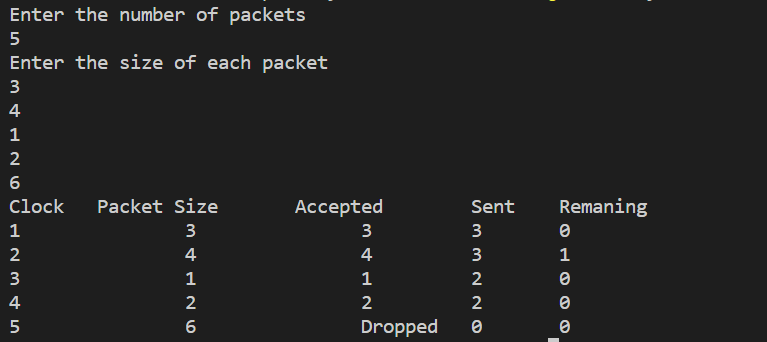 Enter the number of packets
5
Enter the size of each packet
3
4
1
2
6
Clock Packet Size Accepted Sent Remaning
1 3 3 3 0
2 4 4 3 1
3 1 1 2 0
4 2 2 2 0
5 6 Dropped 0 0